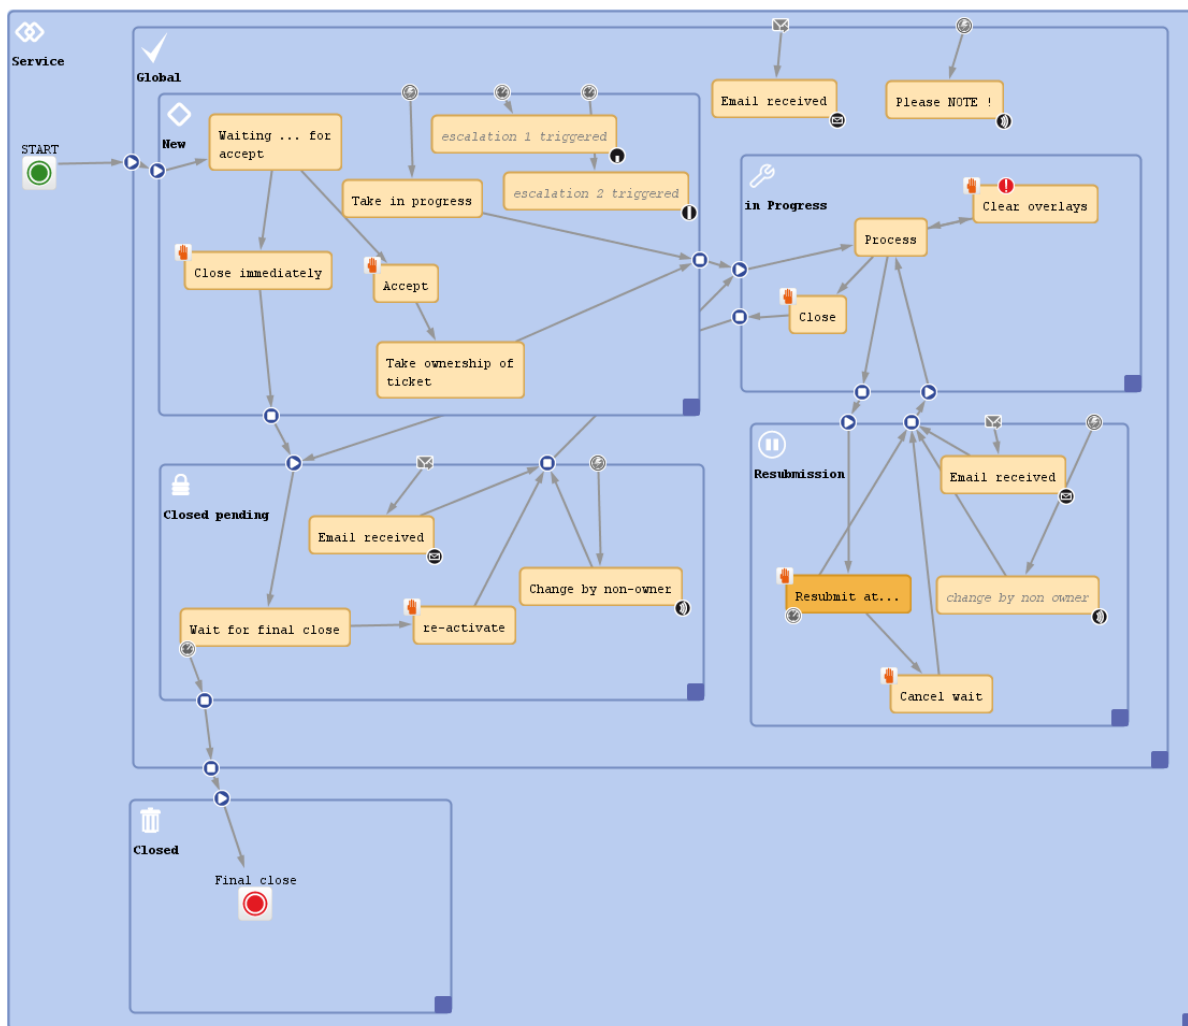 Service
Global
Email received
Please NOTE !
New
Waiting ... for
accept
escalation 1 triggered
START
Take in progress
escalation 2 triggered
in Progress
Clear overlays
Process
Close immediately
Accept
Close
Take ownership of
ticket
Closed pending
Email received
Change by non-owner
Wait for final close
re-activate
Resubmission
Email received
Resubmit at...
change by non owner
Cancel wait
Closed
Final close